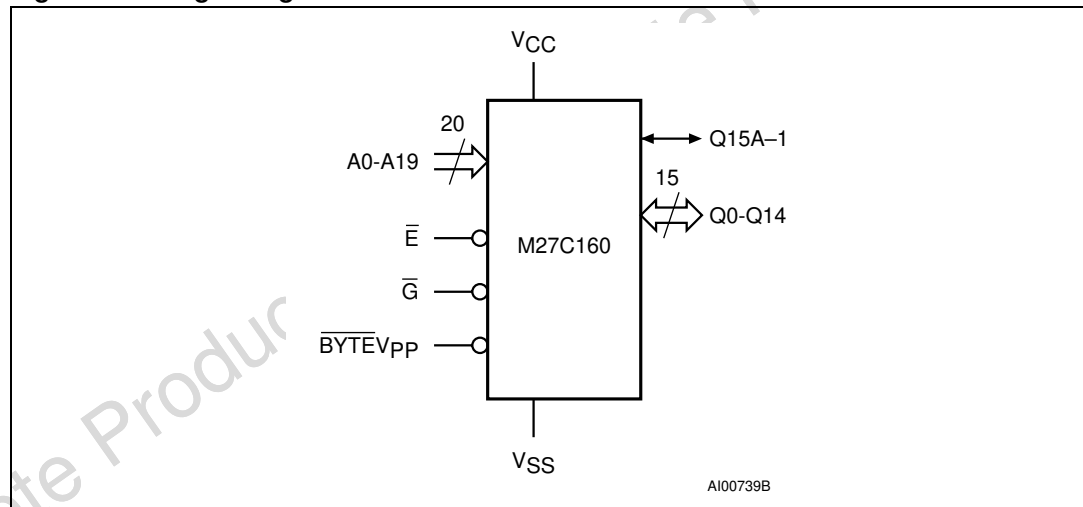 VCC
20
A0-A19
Q15A–1
15
Q0-Q14
E
M27C160
G
BYTEVPP
VSS
AI00739B